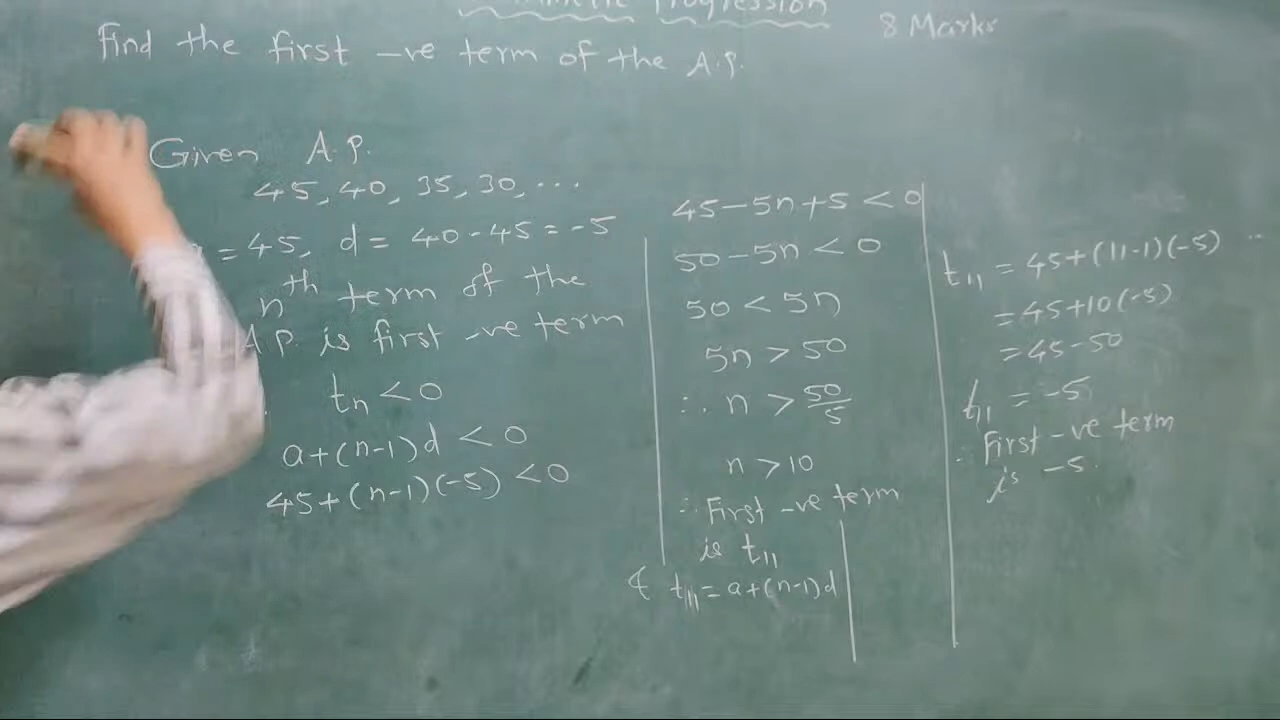 Progression
8 Marks
Find the first -ve term of the A.P.
Given A.P.
45, 40, 35, 30, ...
= 45, d = 40 - 45 = -5
nth term of the
A.P. is first -ve term
tn < 0
a+(n-1)d < 0
45+(n-1)(-5) < 0
45-5n+5 < 0
50-5n < 0
50 < 5n
5n > 50
∴ n > 50/5
n > 10
∴ First -ve term
is t11
& t11 = a+(n-1)d
t11 = 45+(11-1)(-5)
= 45+10(-5)
= 45-50
t11 = -5
∴ First -ve term
is -5.